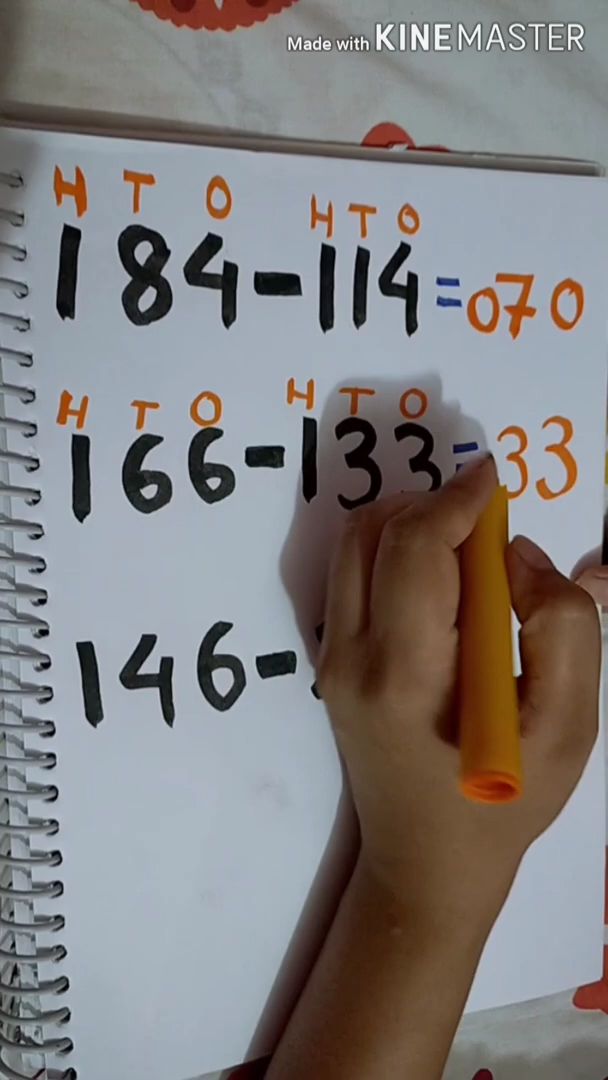 Made with KINEMASTER
H T O H T O
184-114=070
H T O H T O
166-133=33
146-